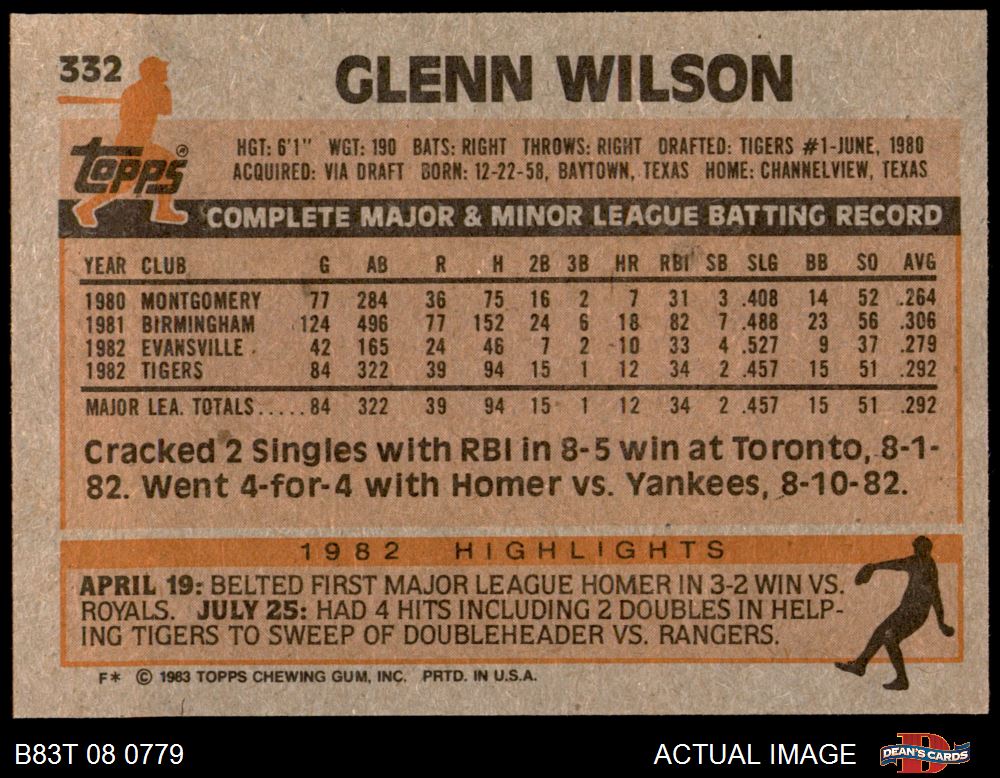 332
GLENN WILSON
Topps®
HGT: 6'1" WGT: 190 BATS: RIGHT THROWS: RIGHT DRAFTED: TIGERS #1-JUNE, 1980
ACQUIRED: VIA DRAFT BORN: 12-22-58, BAYTOWN, TEXAS HOME: CHANNELVIEW, TEXAS
COMPLETE MAJOR & MINOR LEAGUE BATTING RECORD
YEAR CLUB G AB R H 2B 3B HR RBI SB SLG BB SO AVG
1980 MONTGOMERY 77 284 36 75 16 2 7 31 3 .408 14 52 .264
1981 BIRMINGHAM 124 496 77 152 24 6 18 82 7 .488 23 56 .306
1982 EVANSVILLE 42 165 24 46 7 2 10 33 4 .527 9 37 .279
1982 TIGERS 84 322 39 94 15 1 12 34 2 .457 15 51 .292
MAJOR LEA. TOTALS.....84 322 39 94 15 1 12 34 2 .457 15 51 .292
Cracked 2 Singles with RBI in 8-5 win at Toronto, 8-1-
82. Went 4-for-4 with Homer vs. Yankees, 8-10-82.
1982 HIGHLIGHTS
APRIL 19: BELTED FIRST MAJOR LEAGUE HOMER IN 3-2 WIN VS.
ROYALS. JULY 25: HAD 4 HITS INCLUDING 2 DOUBLES IN HELP-
ING TIGERS TO SWEEP OF DOUBLEHEADER VS. RANGERS.
F* © 1983 TOPPS CHEWING GUM, INC. PRTD. IN U.S.A.
B83T 08 0779 ACTUAL IMAGE
D
DEAN'S CARDS